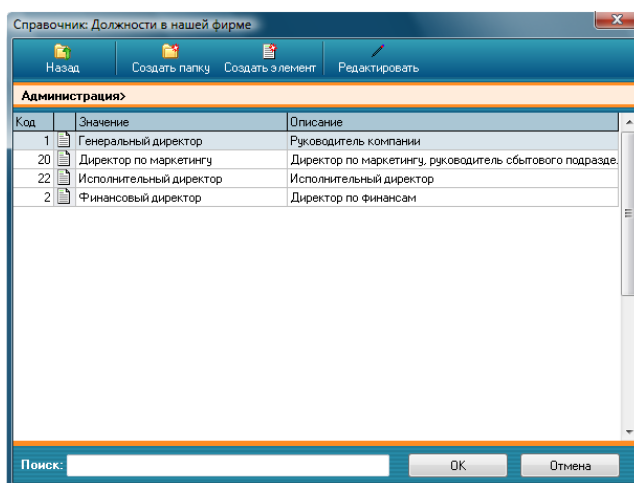 Справочник: Должности в нашей фирме
Назад Создать папку Создать элемент Редактировать
Администрация>
Код Значение Описание
1 Генеральный директор Руководитель компании
20 Директор по маркетингу Директор по маркетингу, руководитель сбытового подразде.
22 Исполнительный директор Исполнительный директор
2 Финансовый директор Директор по финансам
Поиск: OK Отмена